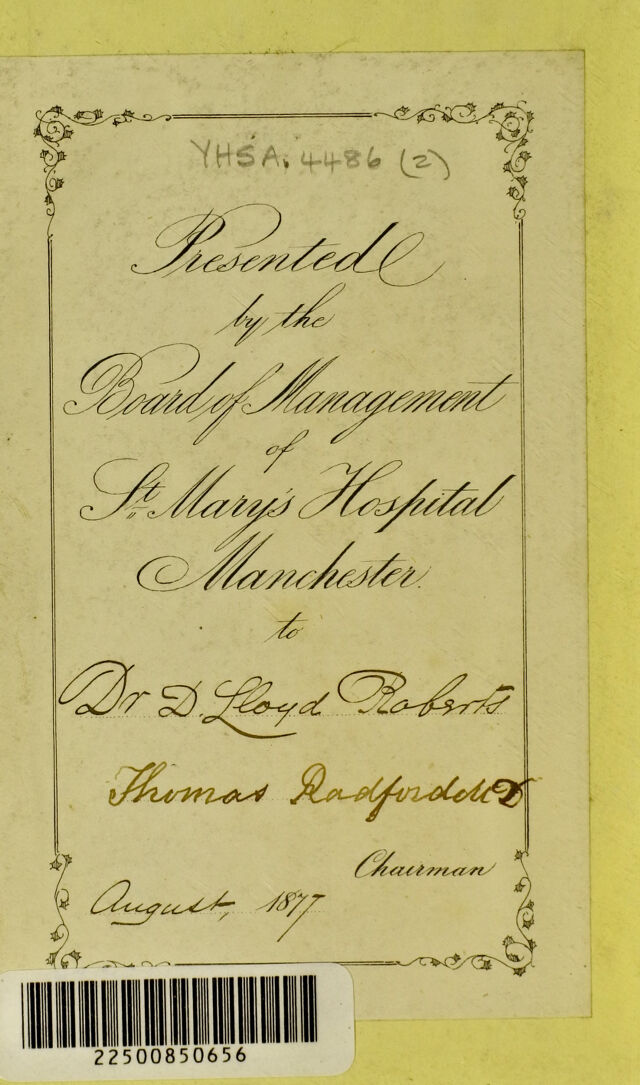 YHSA. 4486 (2)
Presented
by the
Board of Management
of
St. Mary's Hospital
Manchester.
to
Dr D. Lloyd Roberts
Thomas Radford MD
Chairman
August, 1877
22500850656